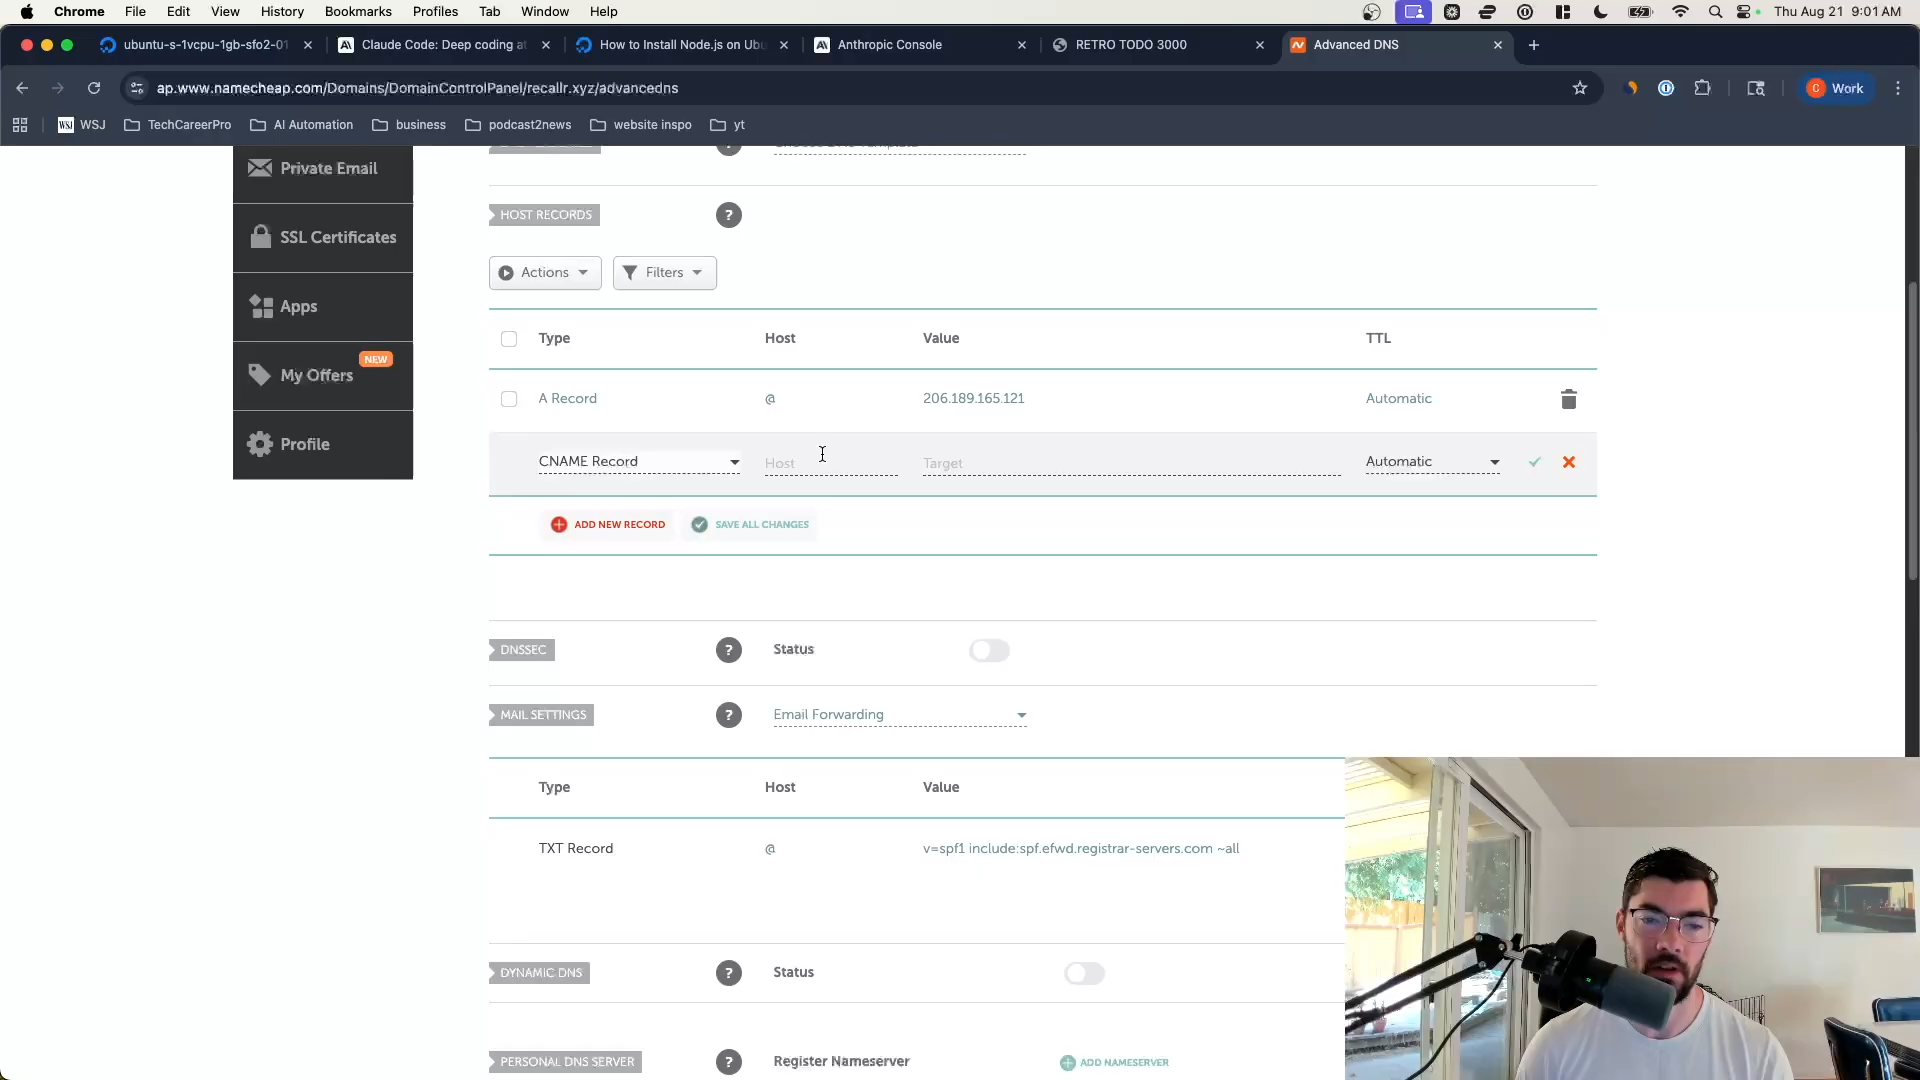 Chrome File Edit View History Bookmarks Profiles Tab Window Help Thu Aug 21 9:01 AM
ubuntu-s-1vcpu-1gb-sfo2-01 Claude Code: Deep coding at How to Install Node.js on Ubu Anthropic Console RETRO TODO 3000 Advanced DNS
ap.www.namecheap.com/Domains/DomainControlPanel/recallr.xyz/advancedns C Work
WSJ WSJ TechCareerPro AI Automation business podcast2news website inspo yt
Private Email
HOST RECORDS ?
SSL Certificates
Actions Filters
Apps
Type Host Value TTL
NEW
My Offers
A Record @ 206.189.165.121 Automatic
Profile
CNAME Record Host Target Automatic
ADD NEW RECORD SAVE ALL CHANGES
DNSSEC ? Status
MAIL SETTINGS ? Email Forwarding
Type Host Value
TXT Record @ v=spf1 include:spf.efwd.registrar-servers.com ~all
DYNAMIC DNS ? Status
PERSONAL DNS SERVER ? Register Nameserver ADD NAMESERVER